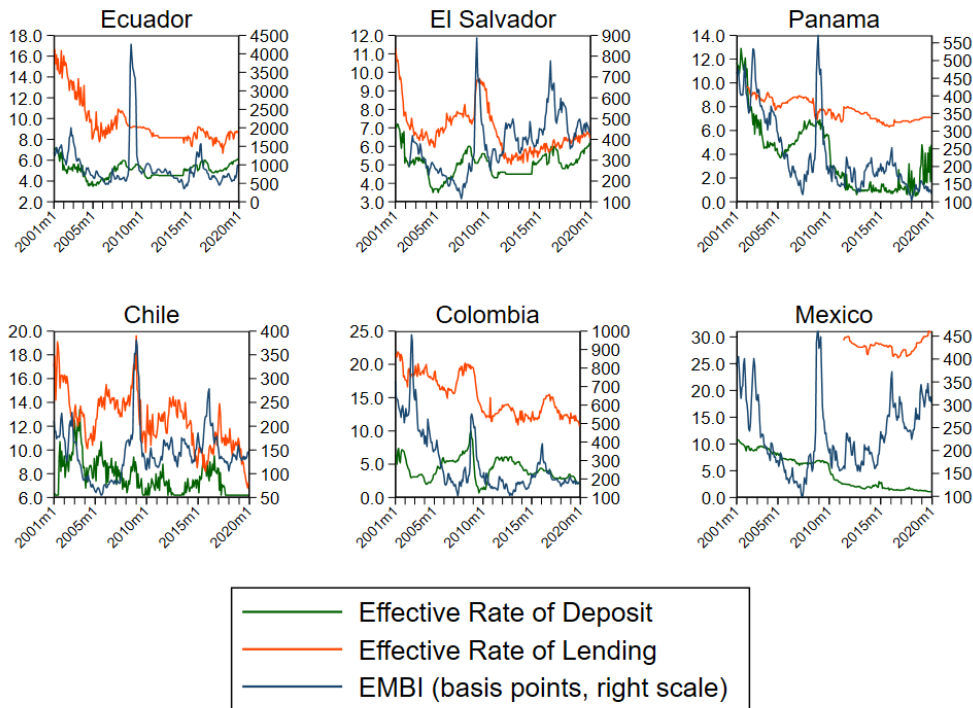 Ecuador
El Salvador
Panama
18.0
16.0
14.0
12.0
10.0
8.0
6.0
4.0
2.0
4500
4000
3500
3000
2500
2000
1500
1000
500
0
12.0
11.0
10.0
9.0
8.0
7.0
6.0
5.0
4.0
3.0
900
800
700
600
500
400
300
200
100
14.0
12.0
10.0
8.0
6.0
4.0
2.0
0.0
550
500
450
400
350
300
250
200
150
100
2001m1
2005m1
2010m1
2015m1
2020m1
2001m1
2005m1
2010m1
2015m1
2020m1
2001m1
2005m1
2010m1
2015m1
2020m1
Chile
Colombia
Mexico
20.0
18.0
16.0
14.0
12.0
10.0
8.0
6.0
400
350
300
250
200
150
100
50
25.0
20.0
15.0
10.0
5.0
0.0
1000
900
800
700
600
500
400
300
200
100
30.0
25.0
20.0
15.0
10.0
5.0
0.0
450
400
350
300
250
200
150
100
2001m1
2005m1
2010m1
2015m1
2020m1
2001m1
2005m1
2010m1
2015m1
2020m1
2001m1
2005m1
2010m1
2015m1
2020m1
Effective Rate of Deposit
Effective Rate of Lending
EMBI (basis points, right scale)